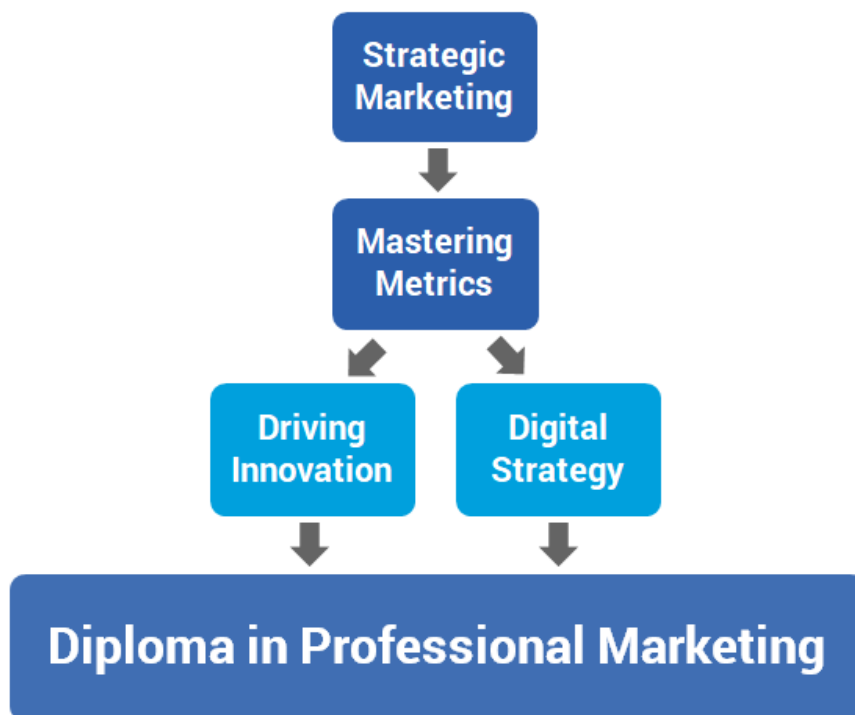 Strategic
Marketing
Mastering
Metrics
Driving
Innovation
Digital
Strategy
Diploma in Professional Marketing